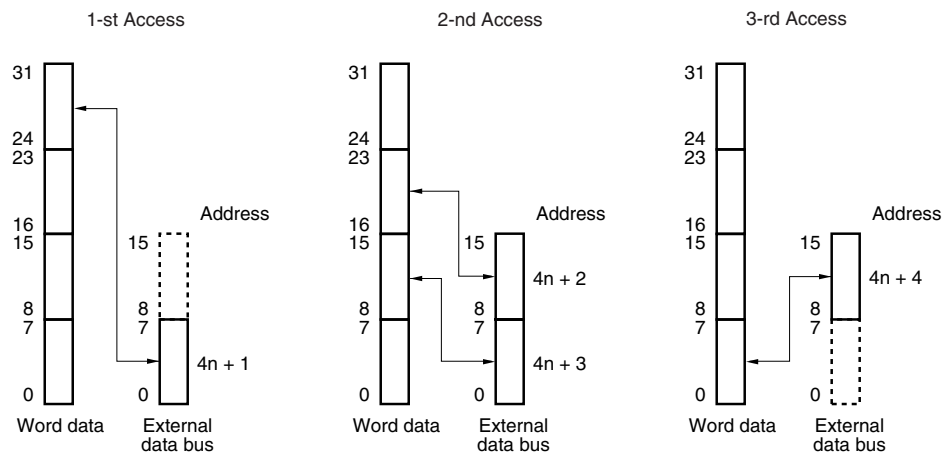 1-st Access
31
24
23
16
15
8
7
0
Word data
Address
15
8
7
0
4n + 1
External
data bus
2-nd Access
31
24
23
16
15
8
7
0
Word data
Address
15
4n + 2
8
7
4n + 3
0
External
data bus
3-rd Access
31
24
23
16
15
8
7
0
Word data
Address
15
4n + 4
8
7
0
External
data bus